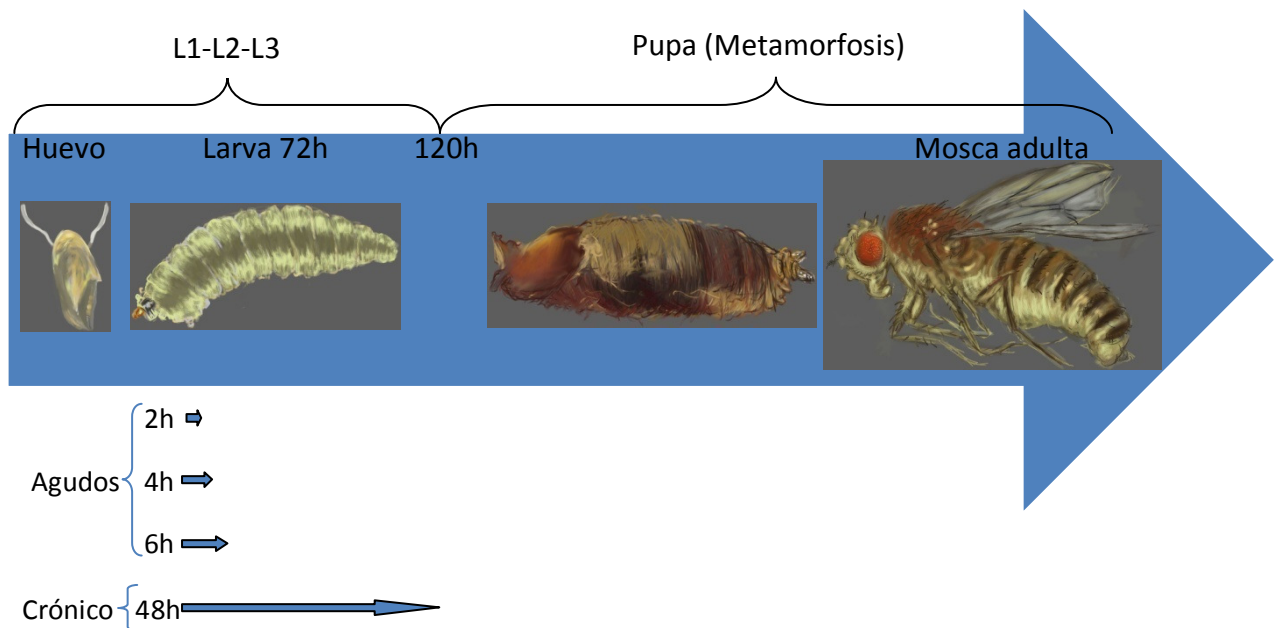 L1-L2-L3
Pupa (Metamorfosis)
Huevo
Larva 72h
120h
Mosca adulta
Agudos
2h
4h
6h
Crónico
48h